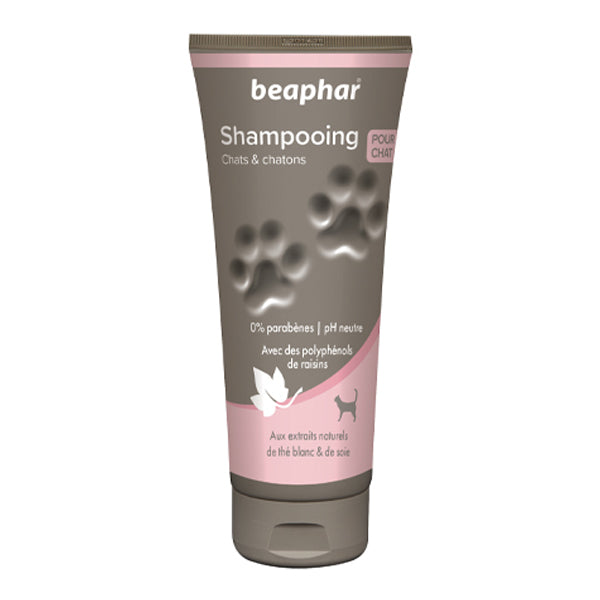 beaphar®
Shampooing
POUR
CHAT
Chats & chatons
0% parabènes | pH neutre
Avec des polyphénols
de raisins
Aux extraits naturels
de thé blanc & de soie